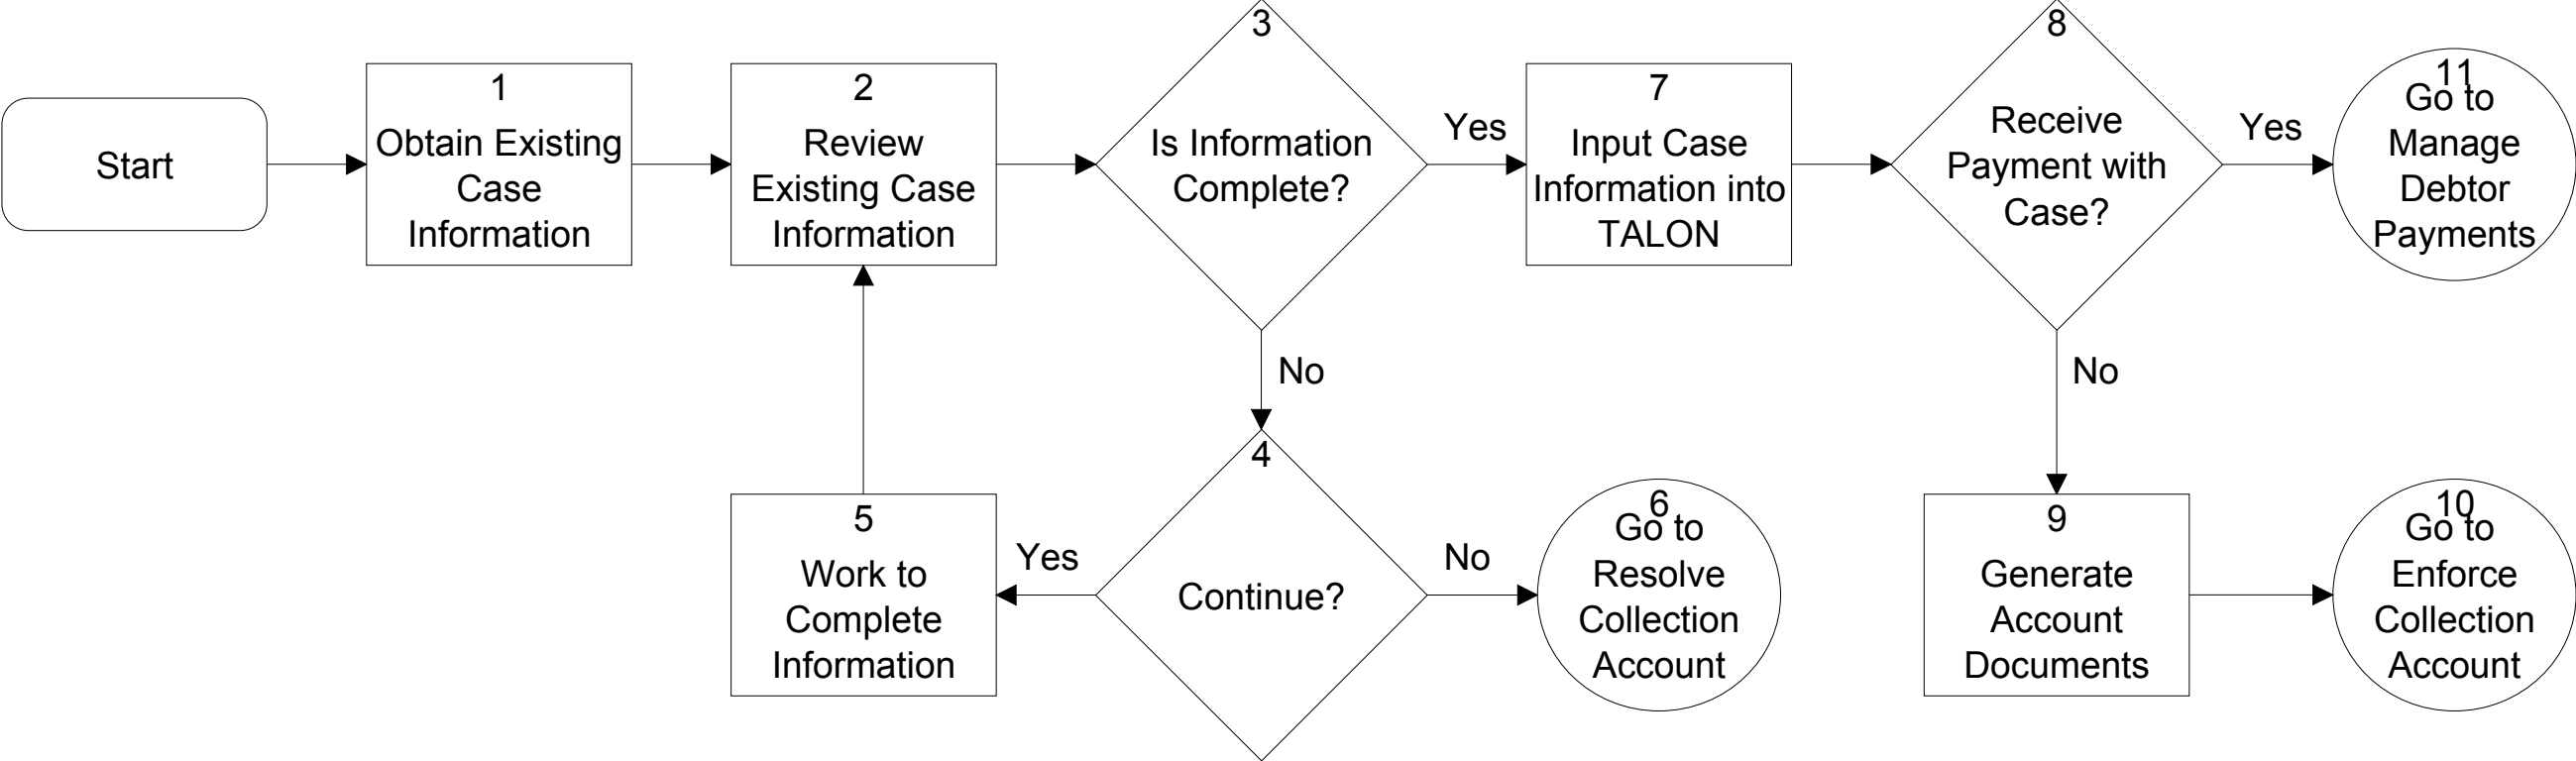 Start
1
Obtain Existing
Case
Information
2
Review
Existing Case
Information
3
Is Information
Complete?
Yes
No
7
Input Case
Information into
TALON
8
Receive
Payment with
Case?
Yes
No
11
Go to
Manage
Debtor
Payments
4
Continue?
Yes
No
5
Work to
Complete
Information
6
Go to
Resolve
Collection
Account
9
Generate
Account
Documents
10
Go to
Enforce
Collection
Account